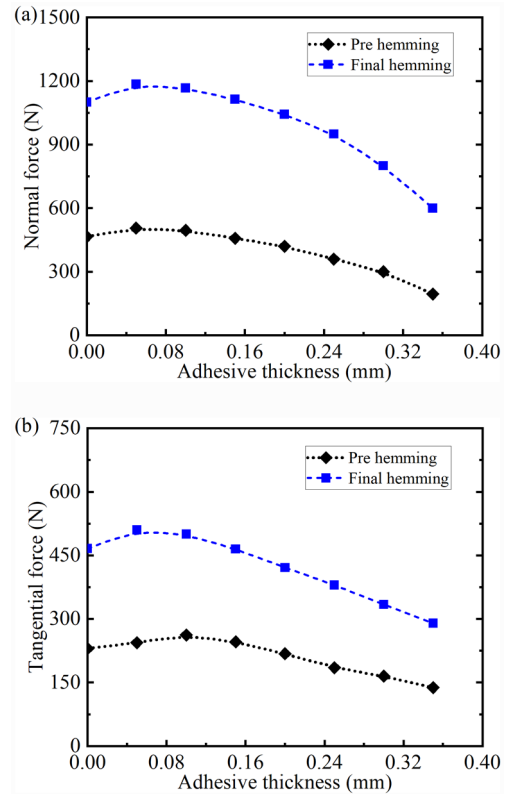 (a)
1500
1200
900
600
300
0
Normal force (N)
Pre hemming
Final hemming
0.00 0.08 0.16 0.24 0.32 0.40
Adhesive thickness (mm)
(b)
750
600
450
300
150
0
Tangential force (N)
Pre hemming
Final hemming
0.00 0.08 0.16 0.24 0.32 0.40
Adhesive thickness (mm)